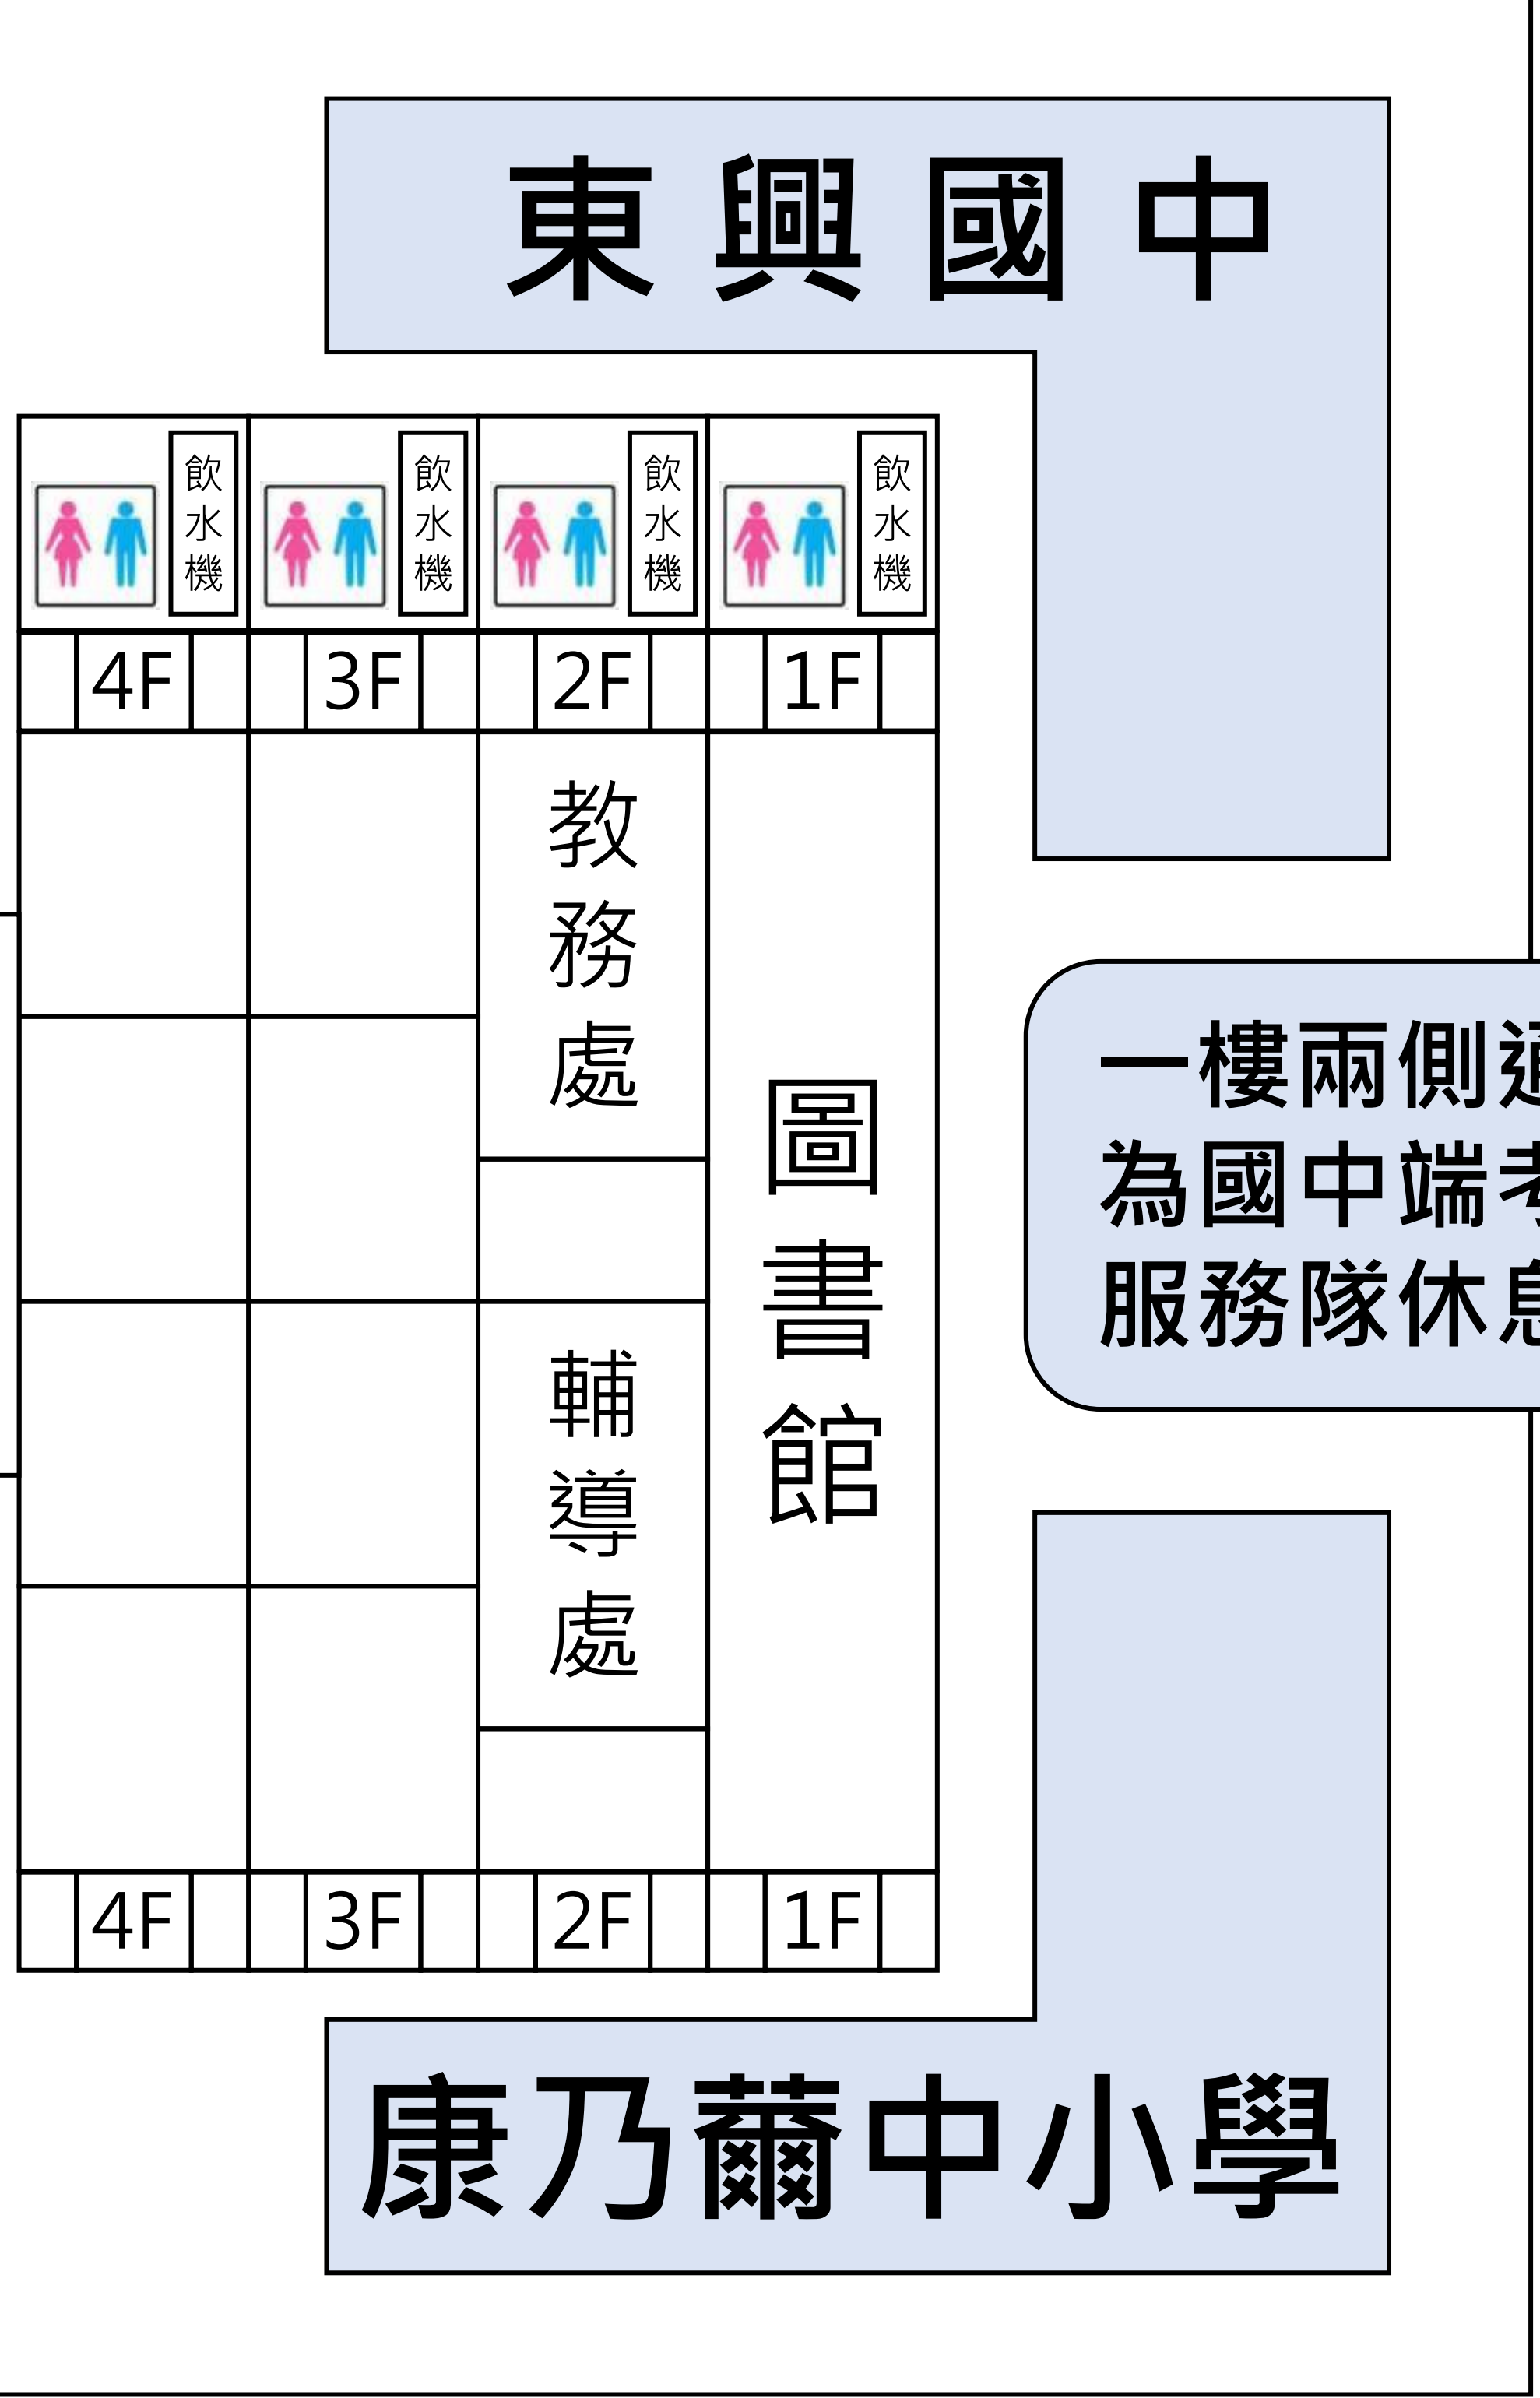 東興國中
飲水機
飲水機
飲水機
飲水機
4F
3F
2F
1F
教務處
輔導處
圖書館
一樓兩側
為國中端
服務隊休
4F
3F
2F
1F
康乃薾中小學